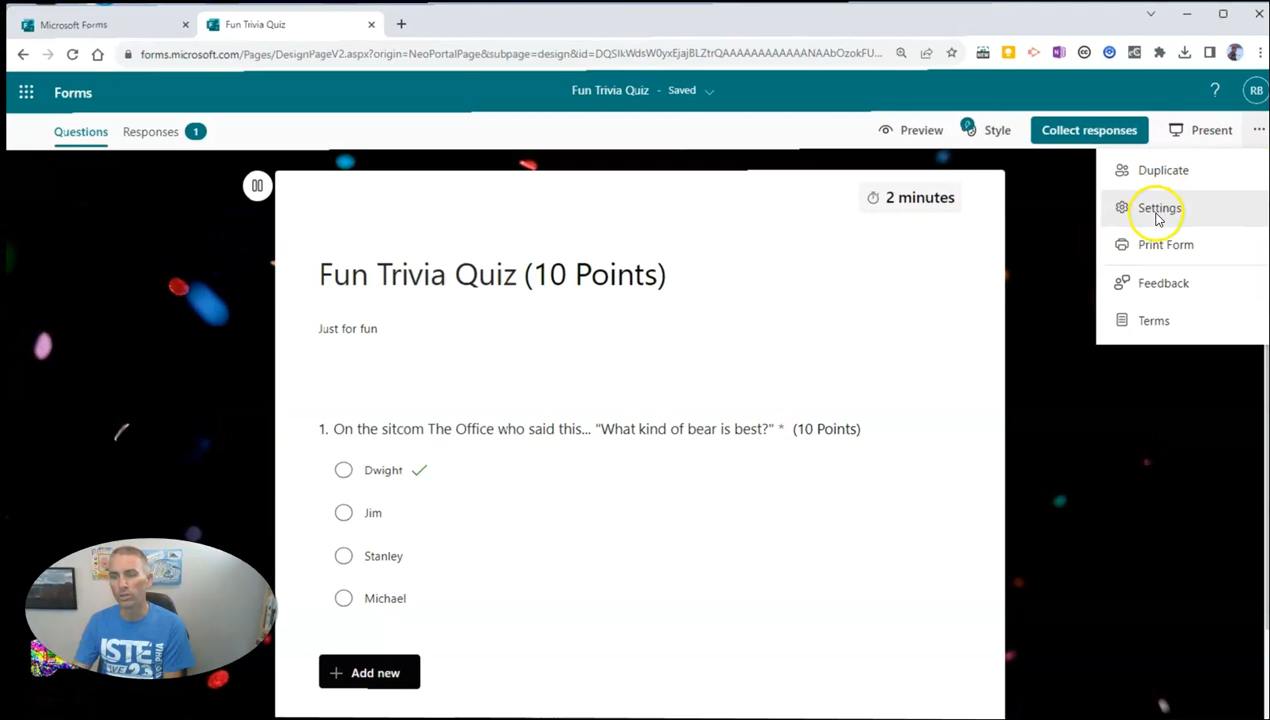 Microsoft Forms
Fun Trivia Quiz
forms.microsoft.com/Pages/DesignPageV2.aspx?origin=NeoPortalPage&subpage=design&id=DQSIkWdsW0yxEjajBLZtrQAAAAAAAAAAAANAAbOzokFU...
Forms
Fun Trivia Quiz - Saved
?
RB
Questions
Responses 1
Preview
Style
Collect responses
Present
...
Duplicate
Settings
Print Form
Feedback
Terms
2 minutes
Fun Trivia Quiz (10 Points)
Just for fun
1. On the sitcom The Office who said this... "What kind of bear is best?" * (10 Points)
Dwight
Jim
Stanley
Michael
+ Add new
ISTE